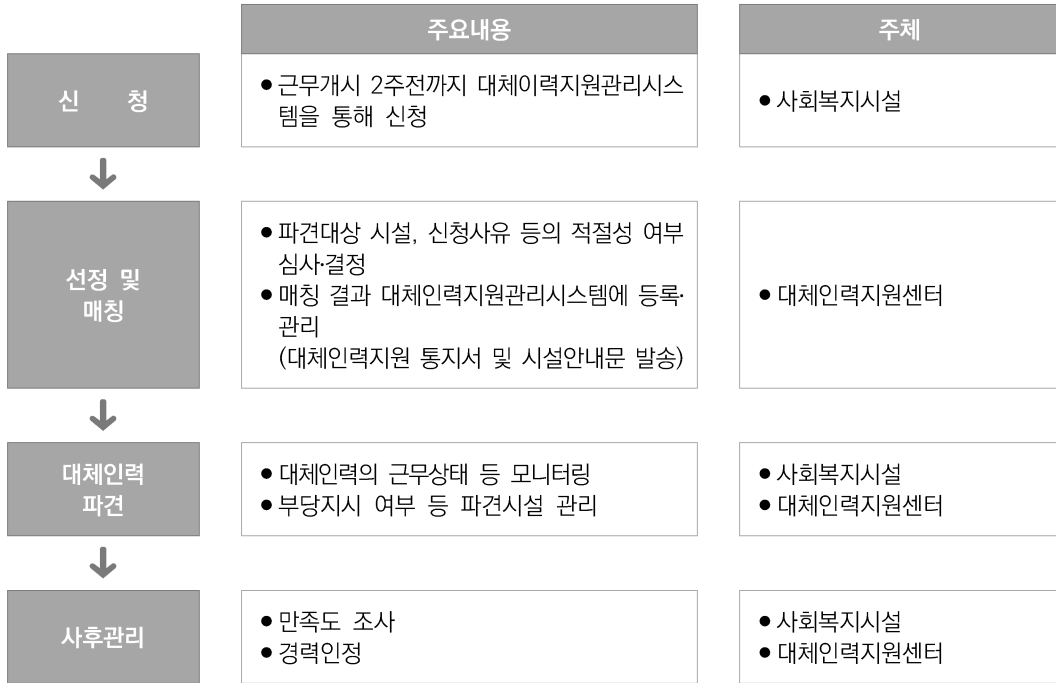 주요내용
주체
신 청
● 근무개시 2주전까지 대체이력지원관리시스
템을 통해 신청
● 사회복지시설
선정 및
매칭
● 파견대상 시설, 신청사유 등의 적절성 여부
심사·결정
● 매칭 결과 대체인력지원관리시스템에 등록·
관리
(대체인력지원 통지서 및 시설안내문 발송)
● 대체인력지원센터
대체인력
파견
● 대체인력의 근무상태 등 모니터링
● 부당지시 여부 등 파견시설 관리
● 사회복지시설
● 대체인력지원센터
사후관리
● 만족도 조사
● 경력인정
● 사회복지시설
● 대체인력지원센터